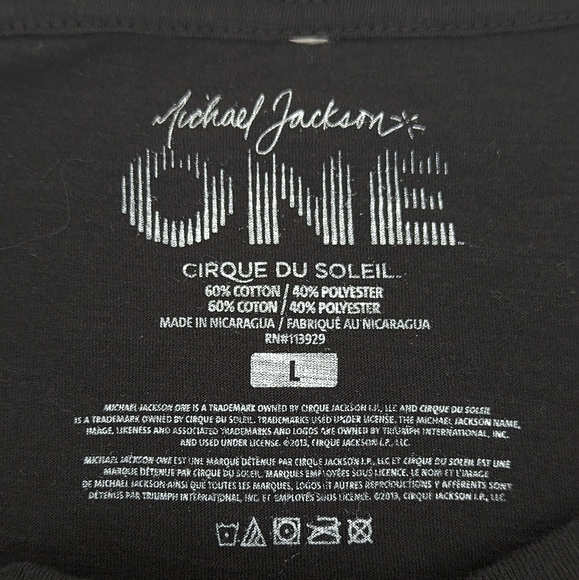 Michael Jackson
ONE™
CIRQUE DU SOLEIL™
60% COTTON / 40% POLYESTER
60% COTON / 40% POLYESTER
MADE IN NICARAGUA / FABRIQUÉ AU NICARAGUA
RN#113929
L
MICHAEL JACKSON ONE IS A TRADEMARK OWNED BY CIRQUE JACKSON I.P., LLC AND CIRQUE DU SOLEIL
IS A TRADEMARK OWNED BY CIRQUE DU SOLEIL. TRADEMARKS USED UNDER LICENSE. THE MICHAEL JACKSON NAME,
IMAGE, LIKENESS AND ASSOCIATED TRADEMARKS AND LOGOS ARE OWNED BY TRIUMPH INTERNATIONAL, INC.
AND USED UNDER LICENSE. ©2013, CIRQUE JACKSON I.P., LLC.
MICHAEL JACKSON ONE EST UNE MARQUE DÉTENUE PAR CIRQUE JACKSON I.P., LLC ET CIRQUE DU SOLEIL EST UNE
MARQUE DÉTENUE PAR CIRQUE DU SOLEIL. MARQUES EMPLOYÉES SOUS LICENCE. LE NOM ET L'IMAGE
DE MICHAEL JACKSON AINSI QUE TOUTES LES MARQUES, LOGOS ET AUTRES REPRODUCTIONS Y AFFÉRENTS SONT
DÉTENUS PAR TRIUMPH INTERNATIONAL, INC. ET EMPLOYÉS SOUS LICENCE. ©2013, CIRQUE JACKSON I.P., LLC.